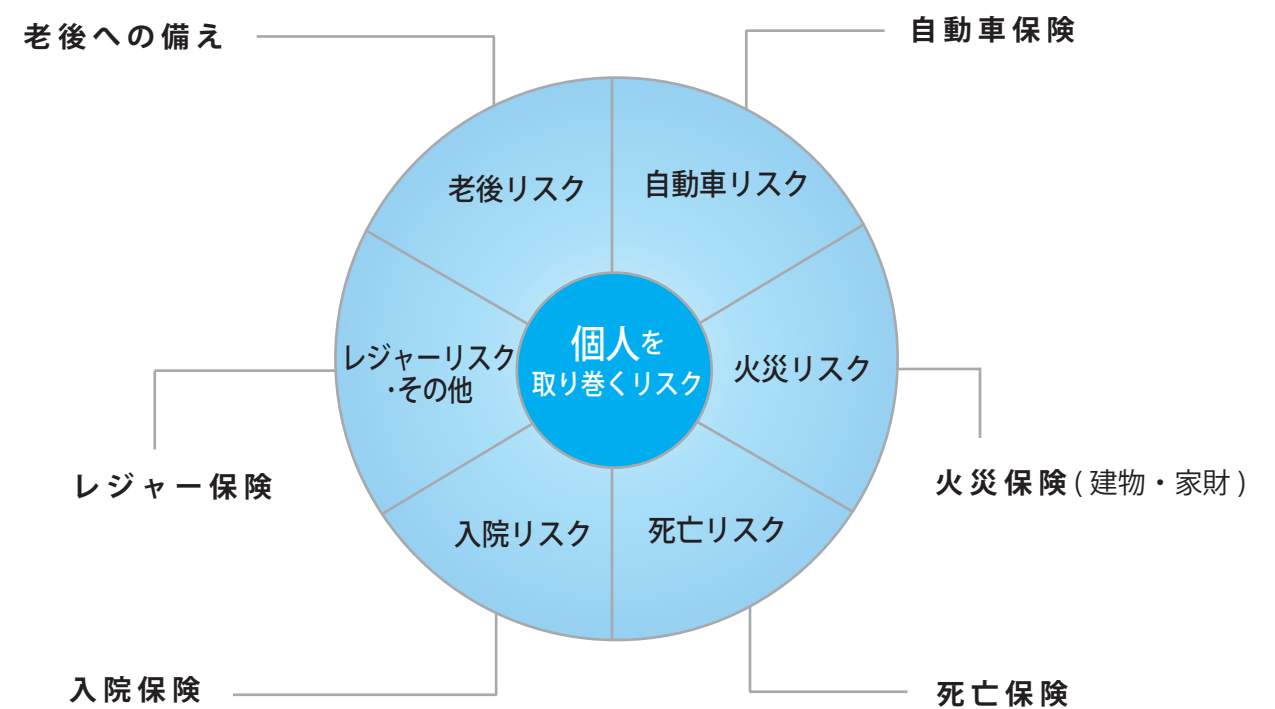 老後への備え
自動車保険
老後リスク
自動車リスク
レジャーリスク
・その他
個人を
取り巻くリスク
火災リスク
レジャー保険
火災保険(建物・家財)
入院リスク
死亡リスク
入院保険
死亡保険